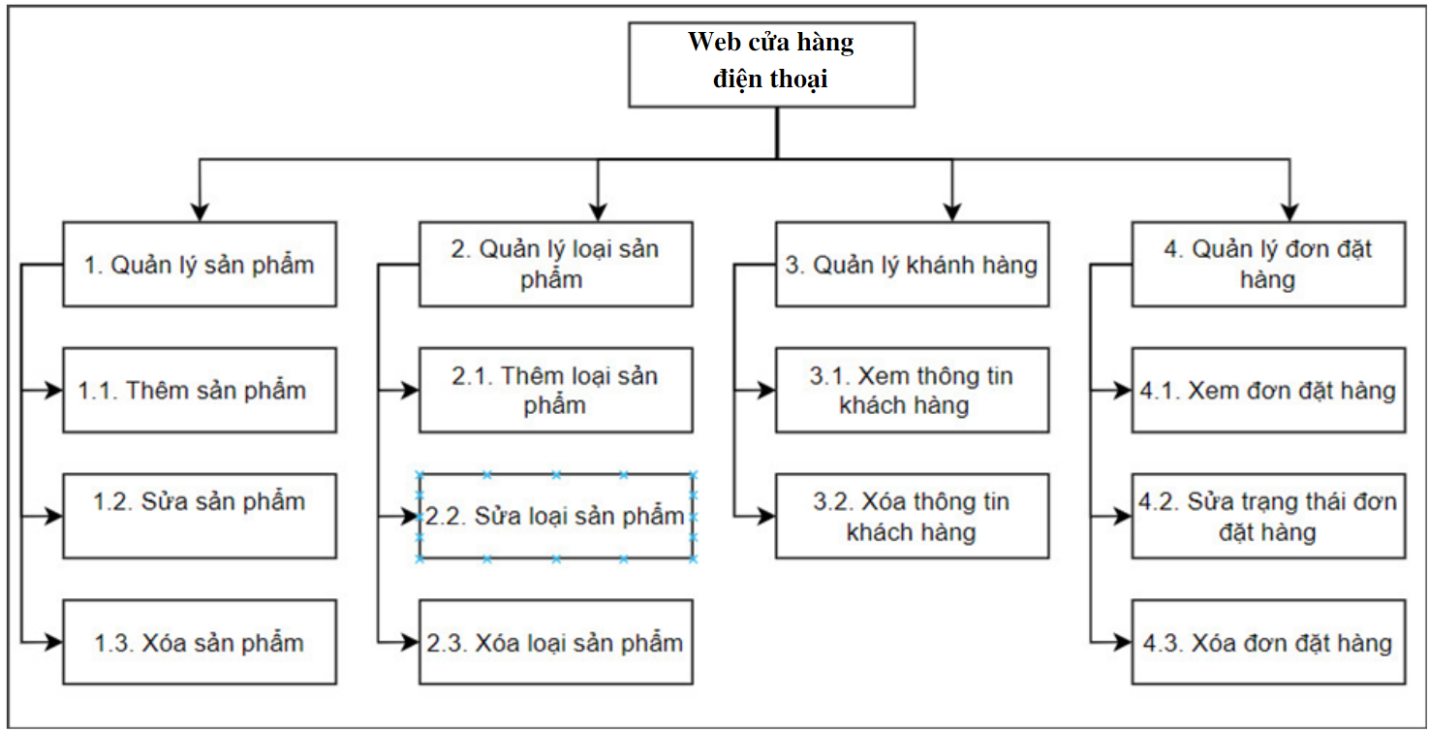 Web cửa hàng
điện thoại
1. Quản lý sản phẩm
2. Quản lý loại sản
phẩm
3. Quản lý khánh hàng
4. Quản lý đơn đặt
hàng
1.1. Thêm sản phẩm
2.1. Thêm loại sản
phẩm
3.1. Xem thông tin
khách hàng
4.1. Xem đơn đặt hàng
1.2. Sửa sản phẩm
2.2. Sửa loại sản phẩm
3.2. Xóa thông tin
khách hàng
4.2. Sửa trạng thái đơn
đặt hàng
1.3. Xóa sản phẩm
2.3. Xóa loại sản phẩm
4.3. Xóa đơn đặt hàng